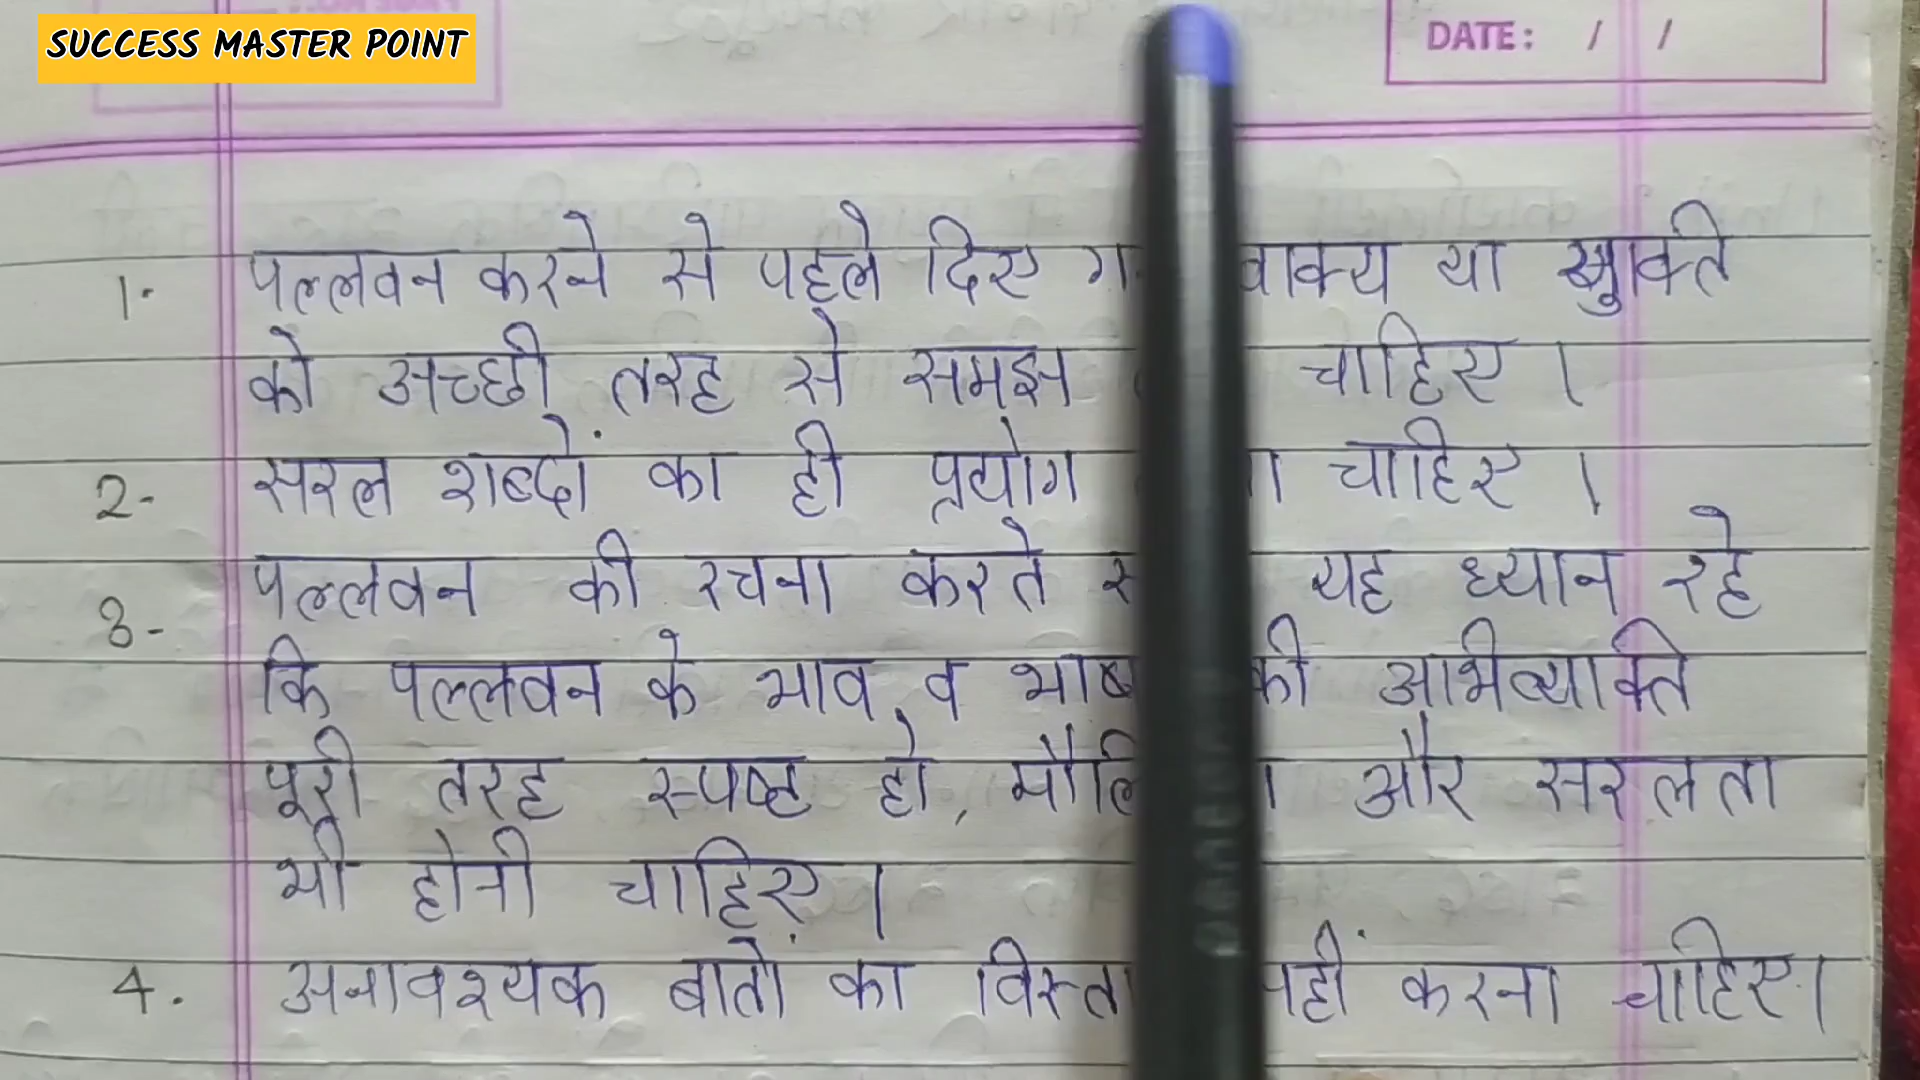 SUCCESS MASTER POINT
DATE: / /
1. पल्लवन करने से पहले दिए वाक्य या
को अच्छी तरह से समझ चाहिए ।
2- सरल शब्दों का ही प्रयोग चाहिए ।
3- पल्लवन की रचना करते यह ध्यान रहे
कि पल्लवन के भाव व की अभिव्यक्ति
पूरी तरह स्पष्ट हो, और सरलता
भी होनी चाहिए ।
4. अनावश्यक बातों का नहीं करना चाहिए।